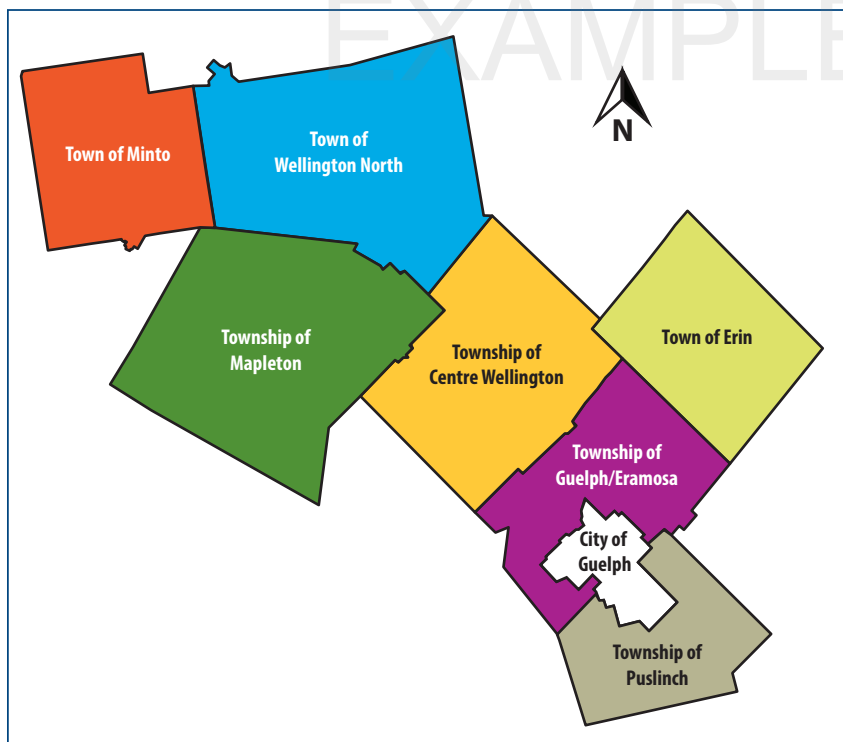 EXAMPLE
N
Town of Minto
Town of
Wellington North
Township of
Mapleton
Township of
Centre Wellington
Town of Erin
Township of
Guelph/Eramosa
City of
Guelph
Township of
Puslinch